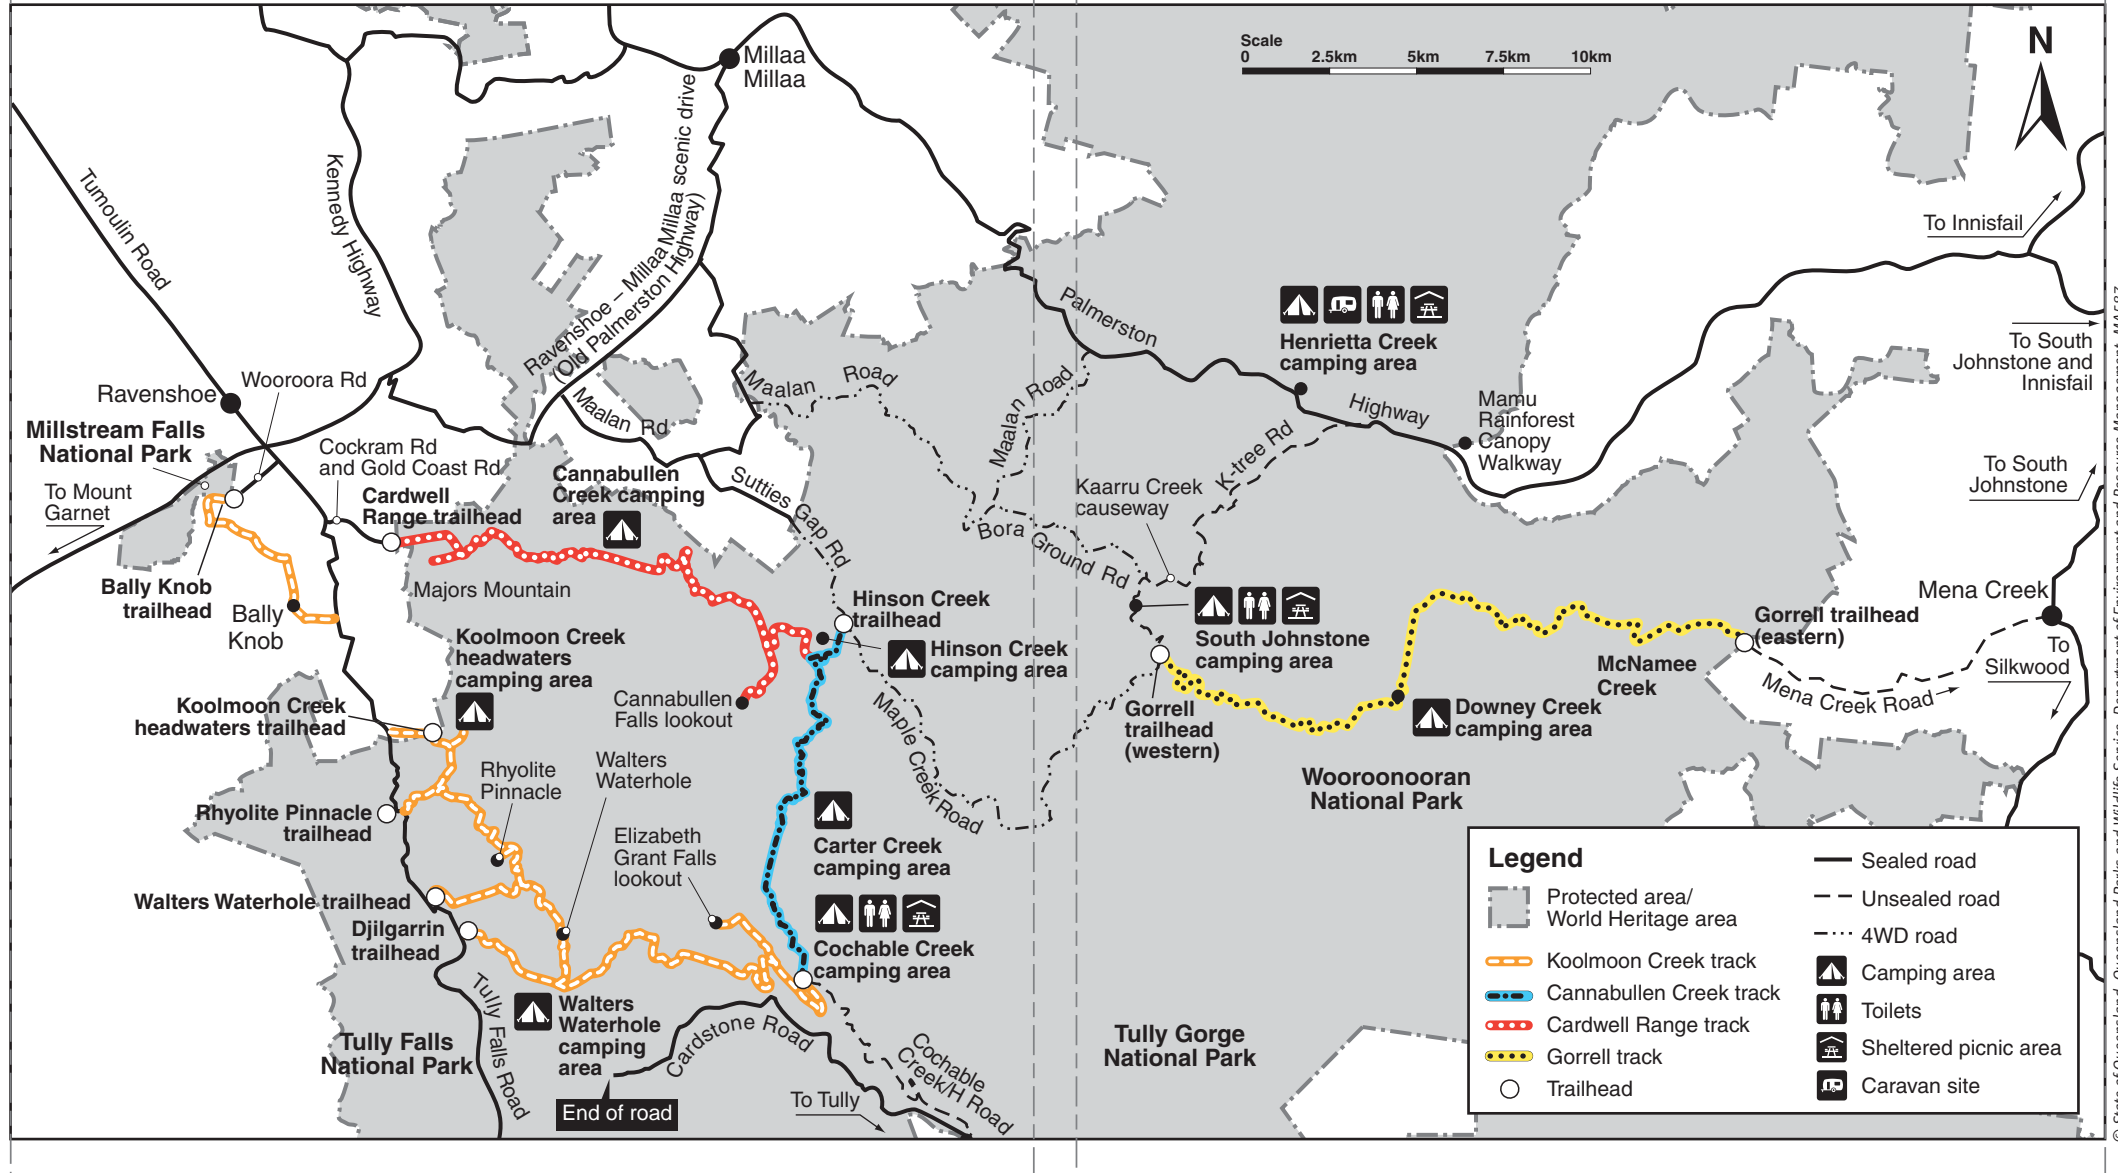 Millaa
Millaa
Scale
0 2.5km 5km 7.5km 10km
N
Tumoulin Road
Kennedy Highway
Ravenshoe – Millaa Millaa scenic drive
(Old Palmerston Highway)
To Innisfail
Palmerston
Highway
Henrietta Creek
camping area
To South
Johnstone and
Innisfail
Wooroora Rd
Ravenshoe
Maalan Road
Maalan Road
Maalan Rd
Mamu
Rainforest
Canopy
Walkway
Millstream Falls
National Park
Cockram Rd
and Gold Coast Rd
K-tree Rd
To South
Johnstone
To Mount
Garnet
Cardwell
Range trailhead
Cannabullen
Creek camping
area
Sutties Gap Rd
Kaarru Creek
causeway
Bora Ground Rd
Bally Knob
trailhead
Bally
Knob
Majors Mountain
Hinson Creek
trailhead
Mena Creek
Gorrell trailhead
(eastern)
South Johnstone
camping area
Koolmoon Creek
headwaters
camping area
Hinson Creek
camping area
McNamee
Creek
To
Silkwood
Mena Creek Road
Koolmoon Creek
headwaters trailhead
Cannabullen
Falls lookout
Maple Creek Road
Gorrell
trailhead
(western)
Downey Creek
camping area
Rhyolite
Pinnacle
Walters
Waterhole
Wooroonooran
National Park
Rhyolite Pinnacle
trailhead
Elizabeth
Grant Falls
lookout
Carter Creek
camping area
Walters Waterhole trailhead
Djilgarrin
trailhead
Cochable Creek
camping area
Tully Falls Road
Walters
Waterhole
camping
area
Tully Falls
National Park
Cardstone Road
Cochable
Creek/H Road
Tully Gorge
National Park
End of road
To Tully
Legend
Protected area/
World Heritage area
Koolmoon Creek track
Cannabullen Creek track
Cardwell Range track
Gorrell track
Trailhead
Sealed road
Unsealed road
4WD road
Camping area
Toilets
Sheltered picnic area
Caravan site